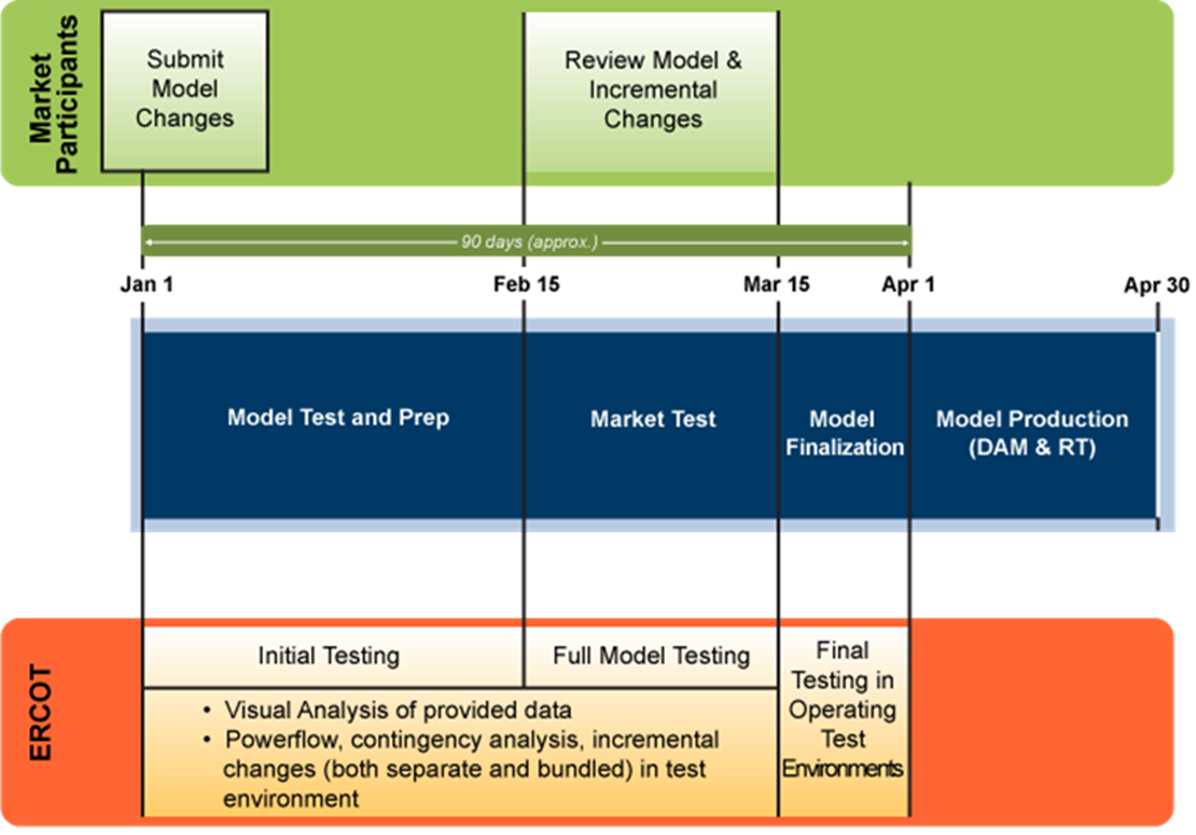 Market
Participants
Submit
Model
Changes
Review Model &
Incremental
Changes
90 days (approx.)
Jan 1
Feb 15
Mar 15
Apr 1
Apr 30
Model Test and Prep
Market Test
Model
Finalization
Model Production
(DAM & RT)
ERCOT
Initial Testing
Full Model Testing
Final
Testing in
Operating
Test
Environments
• Visual Analysis of provided data
• Powerflow, contingency analysis, incremental
changes (both separate and bundled) in test
environment